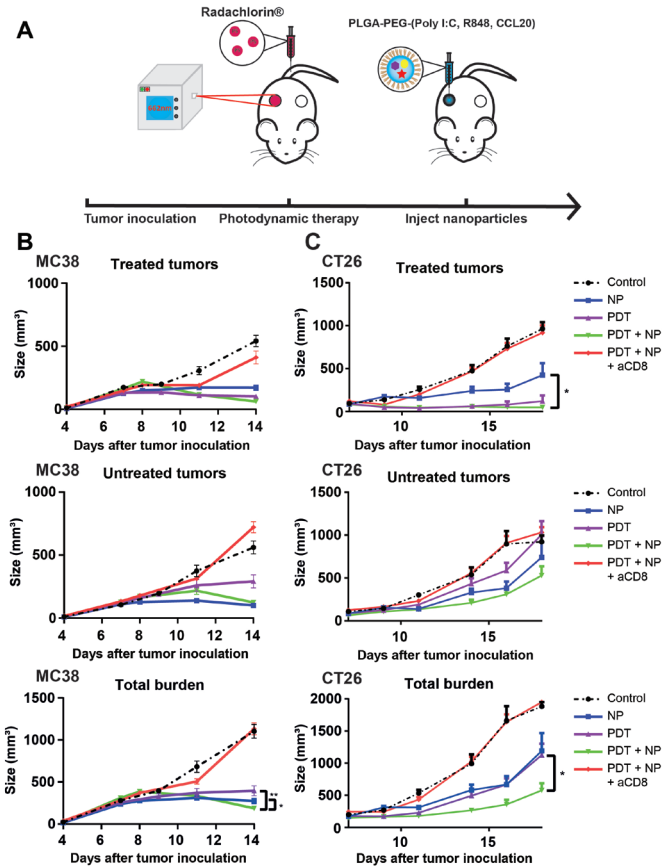 A
Radachlorin®
PLGA-PEG-(Poly I:C, R848, CCL20)
Tumor inoculation
Photodynamic therapy
Inject nanoparticles
B
MC38
Treated tumors
Size (mm³)
1000
500
0
4 6 8 10 12 14
Days after tumor inoculation
C
CT26
Treated tumors
Size (mm³)
1500
1000
500
0
10 15
Days after tumor inoculation
*
Control
NP
PDT
PDT + NP
PDT + NP
+ aCD8
MC38
Untreated tumors
Size (mm³)
1000
500
0
4 6 8 10 12 14
Days after tumor inoculation
CT26
Untreated tumors
Size (mm³)
1500
1000
500
0
10 15
Days after tumor inoculation
Control
NP
PDT
PDT + NP
PDT + NP
+ aCD8
MC38
Total burden
Size (mm³)
1500
1000
500
0
4 6 8 10 12 14
Days after tumor inoculation
**
*
CT26
Total burden
Size (mm³)
2000
1500
1000
500
0
10 15
Days after tumor inoculation
*
Control
NP
PDT
PDT + NP
PDT + NP
+ aCD8